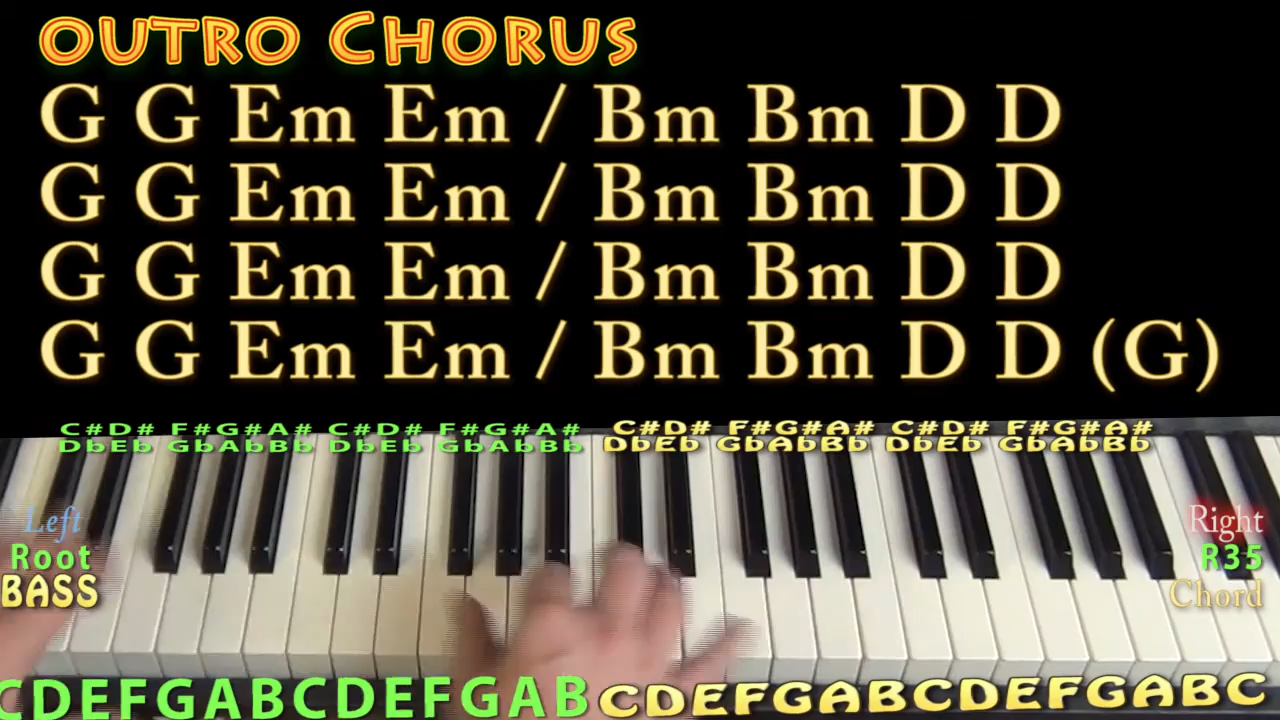 OUTRO CHORUS
G G Em Em / Bm Bm D D
G G Em Em / Bm Bm D D
G G Em Em / Bm Bm D D
G G Em Em / Bm Bm D D (G)
C#D# F#G#A# C#D# F#G#A# C#D# F#G#A# C#D# F#G#A#
DbEb GbAbBb DbEb GbAbBb DbEb GbAbBb DbEb GbAbBb
Left
Root
BASS
Right
R35
Chord
CDEFGABCDEFGAB CDEFGABCDEFGABC